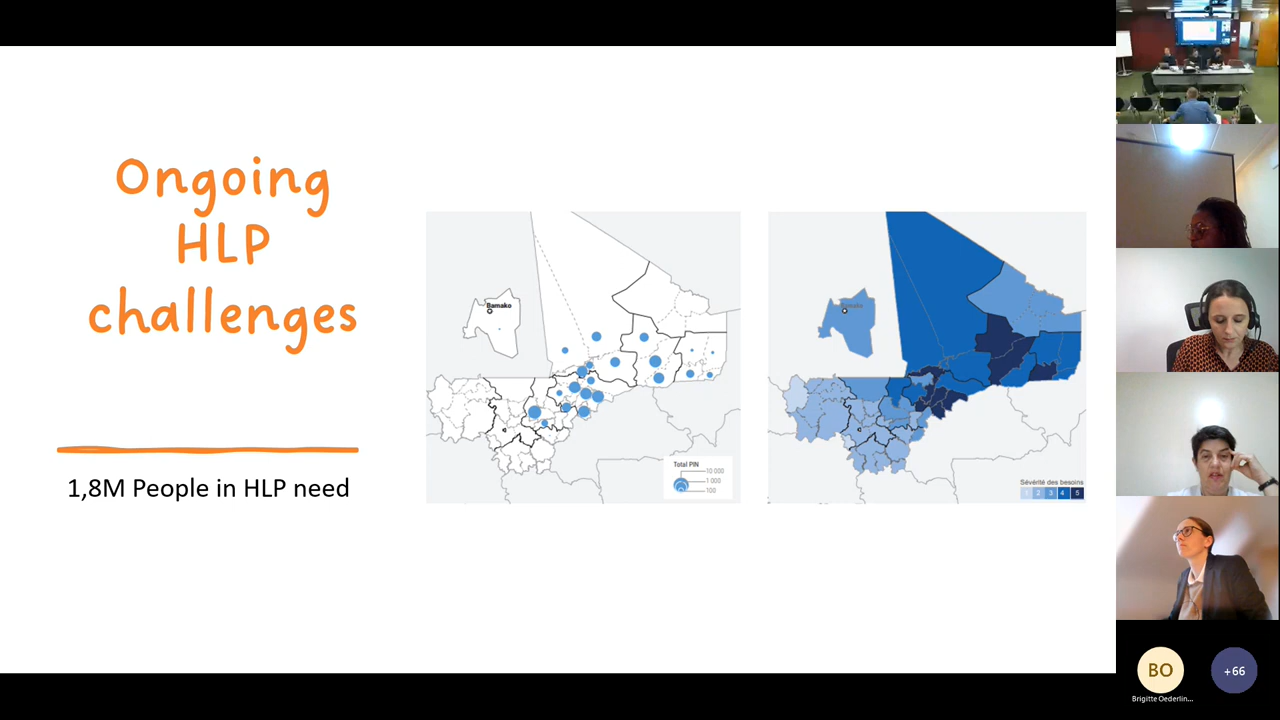 Ongoing
HLP
challenges
1,8M People in HLP need
Bamako
Total PIN
10 000
1 000
100
Bamako
Sévérité des besoins
1 2 3 4 5
BO
+66
Brigitte Oederlin...